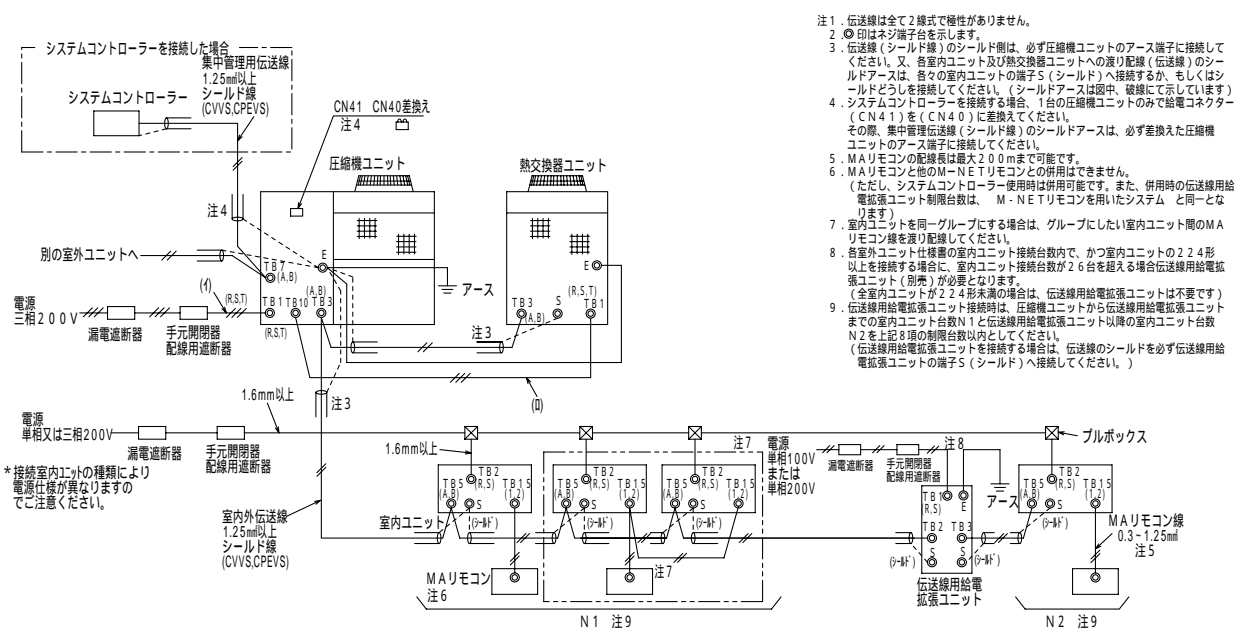 システムコントローラーを接続した場合
集中管理用伝送線
1.25m㎡以上
シールド線
(CVVS,CPEVS)
システムコントローラー
CN41 CN40差換え
注4
圧縮機ユニット
熱交換器ユニット
注4
別の室外ユニットへ
TB7
(A,B)
E
(イ)
(R,S,T)
TB1 TB10 TB3
(A,B)
(R,S,T)
アース
E
TB3
(A,B)
S
(R,S,T)
TB1
電源
三相200V
漏電遮断器
手元開閉器
配線用遮断器
注3
注3
(ロ)
1.6mm以上
電源
単相又は三相200V
漏電遮断器
手元開閉器
配線用遮断器
*接続室内ユニットの種類により
電源仕様が異なりますの
でご注意ください。
室内外伝送線
1.25m㎡以上
シールド線
(CVVS,CPEVS)
1.6mm以上
室内ユニット
TB5
(A,B)
TB2
(R,S)
TB15
(1,2)
S
(シールド)
TB5
(A,B)
TB2
(R,S)
TB15
(1,2)
S
(シールド)
TB5
(A,B)
TB2
(R,S)
TB15
(1,2)
S
(シールド)
注7
注7
MAリモコン
注6
N1 注9
電源
単相100V
または
単相200V
漏電遮断器
手元開閉器
配線用遮断器
注8
アース
TB1
(R,S)
E
TB2 TB3
S
S
(シールド)
(シールド)
伝送線用給電
拡張ユニット
プルボックス
TB5
(A,B)
TB2
(R,S)
TB15
(1,2)
S
(シールド)
MAリモコン線
0.3~1.25m㎡
注5
N2 注9
注1.伝送線は全て2線式で極性がありません。
2.◎印はネジ端子台を示します。
3.伝送線(シールド線)のシールド側は、必ず圧縮機ユニットのアース端子に接続して
ください。又、各室内ユニット及び熱交換器ユニットへの渡り配線(伝送線)のシー
ルドアースは、各々の室内ユニットの端子S(シールド)へ接続するか、もしくはシ
ールドどうしを接続してください。(シールドアースは図中、破線にて示しています)
4.システムコントローラーを接続する場合、1台の圧縮機ユニットのみで給電コネクター
(CN41)を(CN40)に差換えてください。
その際、集中管理伝送線(シールド線)のシールドアースは、必ず差換えた圧縮機
ユニットのアース端子に接続してください。
5.MAリモコンの配線長は最大200mまで可能です。
6.MAリモコンと他のM-NETリモコンとの併用はできません。
(ただし、システムコントローラー使用時は併用可能です。また、併用時の伝送線用給
電拡張ユニット制限台数は、 M-NETリモコンを用いたシステム と同一とな
ります)
7.室内ユニットを同一グループにする場合は、グループにしたい室内ユニット間のMA
リモコン線を渡り配線してください。
8.各室外ユニット仕様書の室内ユニット接続台数内で、かつ室内ユニットの224形
以上を接続する場合に、室内ユニット接続台数が26台を超える場合伝送線用給電拡
張ユニット(別売)が必要となります。
(全室内ユニットが224形未満の場合は、伝送線用給電拡張ユニットは不要です)
9.伝送線用給電拡張ユニット接続時は、圧縮機ユニットから伝送線用給電拡張ユニット
までの室内ユニット台数N1と伝送線用給電拡張ユニット以降の室内ユニット台数
N2を上記8項の制限台数以内としてください。
(伝送線用給電拡張ユニットを接続する場合は、伝送線のシールドを必ず伝送線用給
電拡張ユニットの端子S(シールド)へ接続してください。)